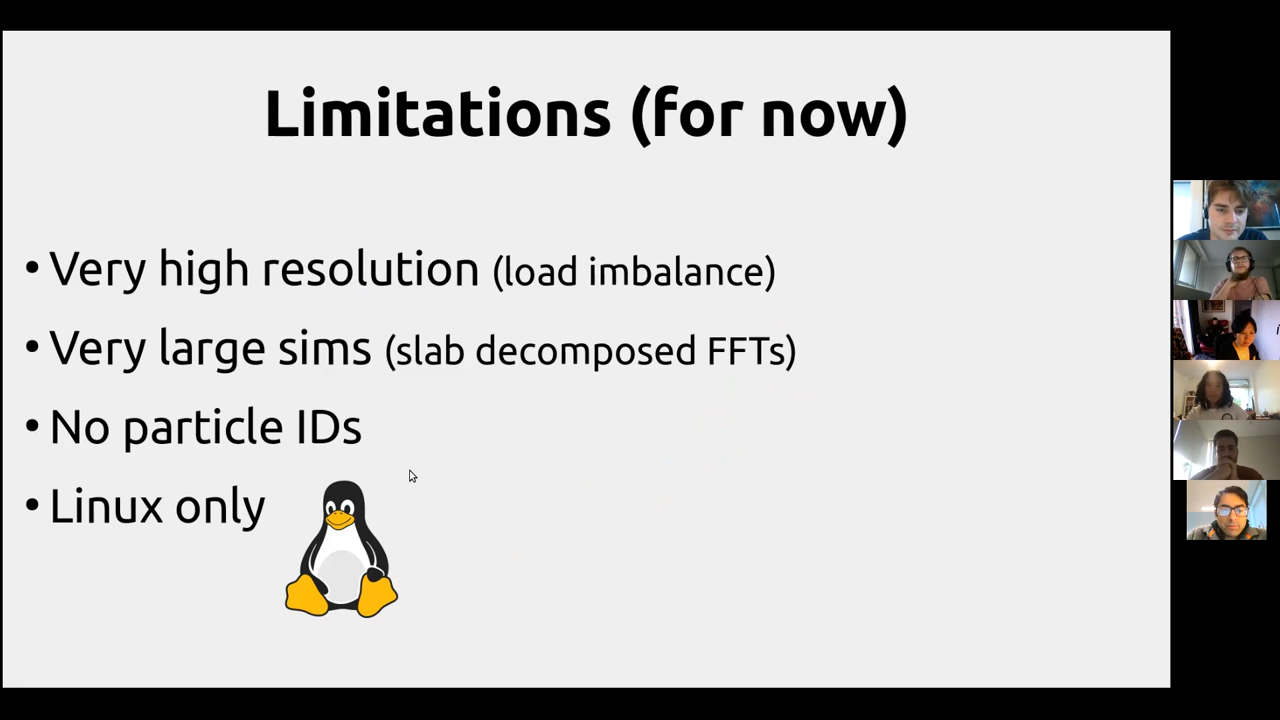 Limitations (for now)
• Very high resolution (load imbalance)
• Very large sims (slab decomposed FFTs)
• No particle IDs
• Linux only